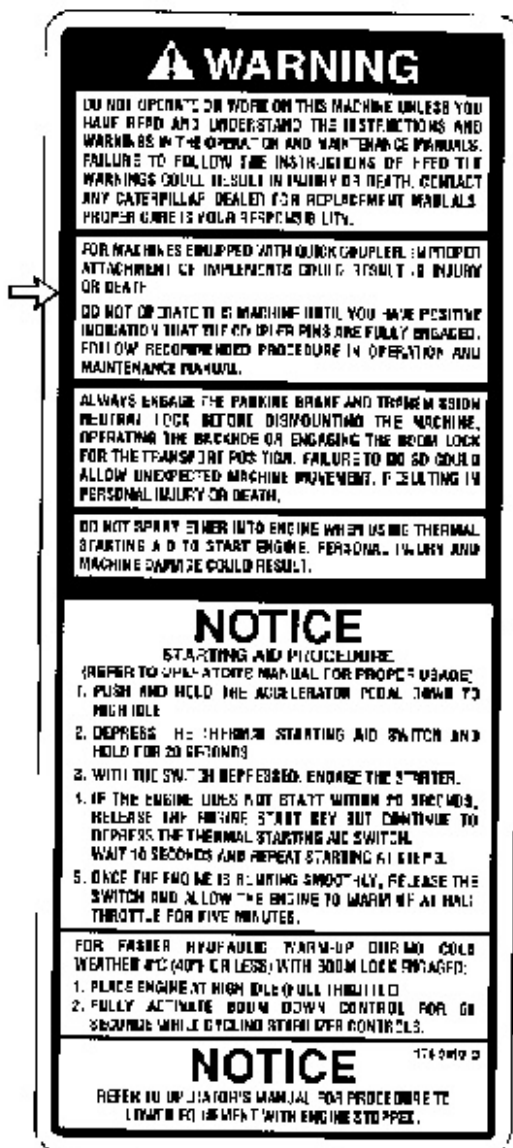 WARNING
DO NOT OPERATE OR WORK ON THIS MACHINE UNLESS YOU
HAVE READ AND UNDERSTAND THE INSTRUCTIONS AND
WARNINGS IN THE OPERATION AND MAINTENANCE MANUALS.
FAILURE TO FOLLOW THE INSTRUCTIONS OR HEED THE
WARNINGS COULD RESULT IN INJURY OR DEATH. CONTACT
ANY CATERPILLAR DEALER FOR REPLACEMENT MANUALS.
PROPER CARE IS YOUR RESPONSIBILITY.
FOR MACHINES EQUIPPED WITH QUICK COUPLER, IMPROPER
ATTACHMENT OF IMPLEMENTS COULD RESULT IN INJURY
OR DEATH
DO NOT OPERATE THIS MACHINE UNTIL YOU HAVE POSITIVE
INDICATION THAT THE COUPLER PINS ARE FULLY ENGAGED.
FOLLOW RECOMMENDED PROCEDURE IN OPERATION AND
MAINTENANCE MANUAL.
ALWAYS ENGAGE THE PARKING BRAKE AND TRANSMISSION
NEUTRAL LOCK BEFORE DISMOUNTING THE MACHINE,
OPERATING THE BACKHOE OR ENGAGING THE BOOM LOCK
FOR THE TRANSPORT POSITION. FAILURE TO DO SO COULD
ALLOW UNEXPECTED MACHINE MOVEMENT, RESULTING IN
PERSONAL INJURY OR DEATH.
DO NOT SPRAY ETHER INTO ENGINE WHEN USING THERMAL
STARTING AID TO START ENGINE. PERSONAL INJURY AND
MACHINE DAMAGE COULD RESULT.
NOTICE
STARTING AID PROCEDURE
(REFER TO OPERATOR'S MANUAL FOR PROPER USAGE)
1. PUSH AND HOLD THE ACCELERATOR PEDAL DOWN TO
HIGH IDLE
2. DEPRESS THE THERMAL STARTING AID SWITCH AND
HOLD FOR 20 SECONDS
3. WITH THE SWITCH DEPRESSED, ENGAGE THE STARTER.
4. IF THE ENGINE DOES NOT START WITHIN SECONDS,
RELEASE THE ENGINE START KEY BUT CONTINUE TO
DEPRESS THE THERMAL STARTING AID SWITCH.
WAIT 10 SECONDS AND REPEAT STARTING AT STEP 3.
5. ONCE THE ENGINE IS RUNNING SMOOTHLY, RELEASE THE
SWITCH AND ALLOW THE ENGINE TO WARM UP AT HALF
THROTTLE FOR FIVE MINUTES.
FOR FASTER HYDRAULIC WARM-UP DURING COLD
WEATHER 4°C (40°F OR LESS) WITH BOOM LOCK ENGAGED:
1. PLACE ENGINE AT HIGH IDLE (FULL THROTTLE)
2. FULLY ACTIVATE BOOM DOWN CONTROL FOR
SECONDS WHILE CYCLING STABILIZER CONTROLS.
NOTICE
REFER TO OPERATOR'S MANUAL FOR PROCEDURE TO
LOWER EQUIPMENT WITH ENGINE STOPPED.